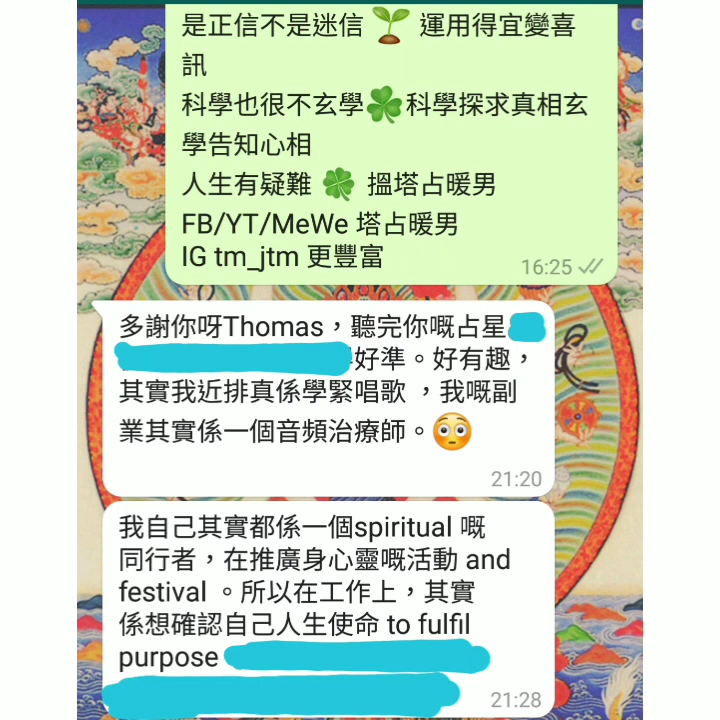 是正信不是迷信🌱 運用得宜變喜
訊
科學也很不玄學☘️科學探求真相玄
學告知心相
人生有疑難 🍀 搵塔占暖男
FB/YT/MeWe 塔占暖男
IG tm_jtm 更豐富
16:25
多謝你呀Thomas，聽完你嘅占星
好準。好有趣，
其實我近排真係學緊唱歌 ，我嘅副
業其實係一個音頻治療師。😳
21:20
我自己其實都係一個spiritual 嘅
同行者，在推廣身心靈嘅活動 and
festival 。所以在工作上，其實
係想確認自己人生使命 to fulfil
purpose
21:28